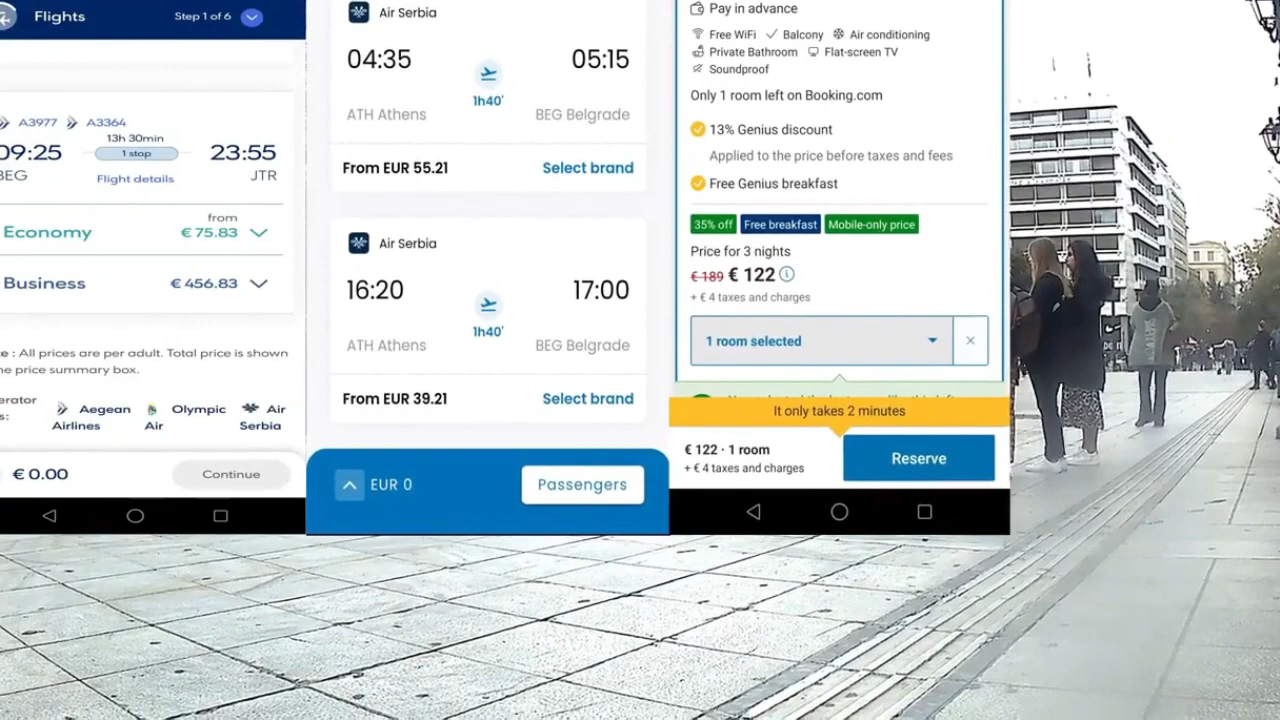 Flights
Step 1 of 6
A3977
A3364
13h 30min
09:25
1 stop
23:55
BEG
Flight details
JTR
from
Economy
€ 75.83
Business
€ 456.83
: All prices are per adult. Total price is shown
price summary box.
Aegean
Airlines
Olympic
Air
Air
Serbia
€ 0.00
Continue
Air Serbia
04:35
05:15
1h40'
ATH Athens
BEG Belgrade
From EUR 55.21
Select brand
Air Serbia
16:20
17:00
1h40'
ATH Athens
BEG Belgrade
From EUR 39.21
Select brand
EUR 0
Passengers
Pay in advance
Free WiFi
Balcony
Air conditioning
Private Bathroom
Flat-screen TV
Soundproof
Only 1 room left on Booking.com
13% Genius discount
Applied to the price before taxes and fees
Free Genius breakfast
35% off
Free breakfast
Mobile-only price
Price for 3 nights
€ 189 € 122
+ € 4 taxes and charges
1 room selected
It only takes 2 minutes
€ 122 · 1 room
+ € 4 taxes and charges
Reserve